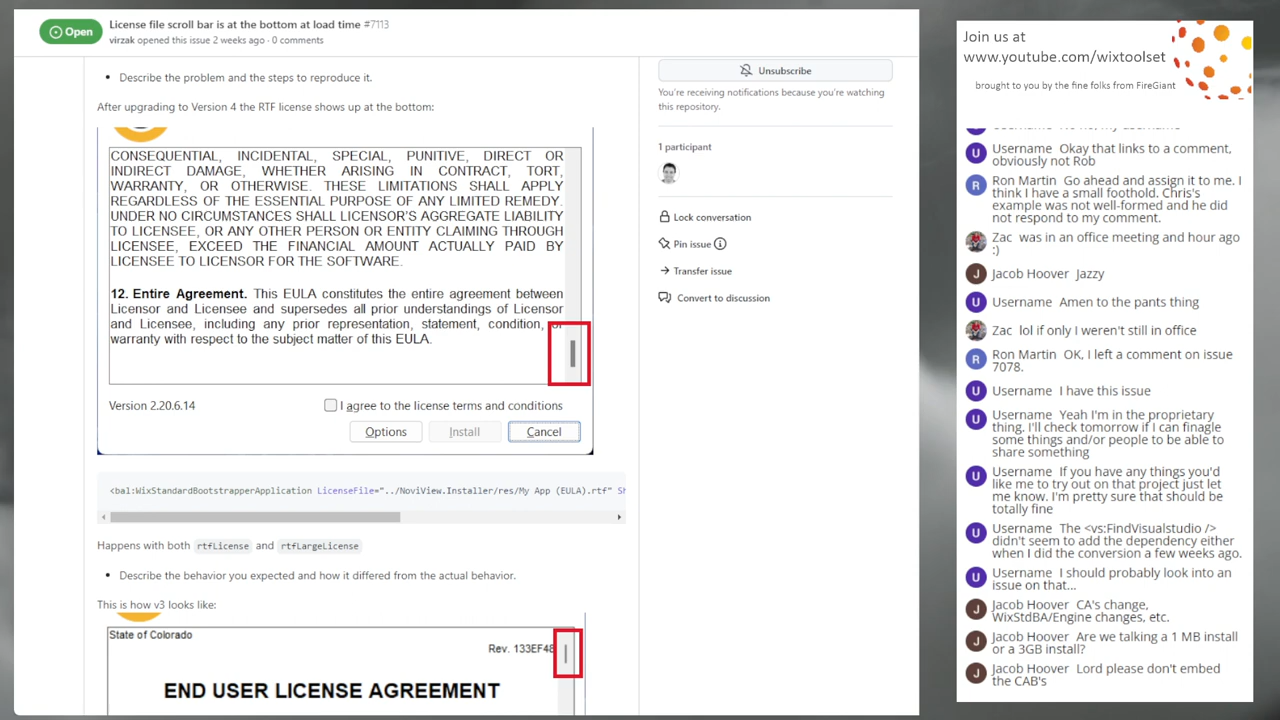 Open
License file scroll bar is at the bottom at load time #7113
virzak opened this issue 2 weeks ago · 0 comments
• Describe the problem and the steps to reproduce it.
After upgrading to Version 4 the RTF license shows up at the bottom:
CONSEQUENTIAL, INCIDENTAL, SPECIAL, PUNITIVE, DIRECT OR
INDIRECT DAMAGE, WHETHER ARISING IN CONTRACT, TORT,
WARRANTY, OR OTHERWISE. THESE LIMITATIONS SHALL APPLY
REGARDLESS OF THE ESSENTIAL PURPOSE OF ANY LIMITED REMEDY.
UNDER NO CIRCUMSTANCES SHALL LICENSOR'S AGGREGATE LIABILITY
TO LICENSEE, OR ANY OTHER PERSON OR ENTITY CLAIMING THROUGH
LICENSEE, EXCEED THE FINANCIAL AMOUNT ACTUALLY PAID BY
LICENSEE TO LICENSOR FOR THE SOFTWARE.
12. Entire Agreement. This EULA constitutes the entire agreement between
Licensor and Licensee and supersedes all prior understandings of Licensor
and Licensee, including any prior representation, statement, condition, or
warranty with respect to the subject matter of this EULA.
Version 2.20.6.14
I agree to the license terms and conditions
Options
Install
Cancel
<bal:WixStandardBootstrapperApplication LicenseFile="../NoviView.Installer/res/My App (EULA).rtf" Sh
Happens with both rtfLicense and rtfLargeLicense
• Describe the behavior you expected and how it differed from the actual behavior.
This is how v3 looks like:
State of Colorado
Rev. 133EF48
END USER LICENSE AGREEMENT
Unsubscribe
You're receiving notifications because you're watching
this repository.
1 participant
Lock conversation
Pin issue
Transfer issue
Convert to discussion
Join us at
www.youtube.com/wixtoolset
brought to you by the fine folks from FireGiant
U
Username Okay that links to a comment,
obviously not Rob
R
Ron Martin Go ahead and assign it to me. I
think I have a small foothold. Chris's
example was not well-formed and he did
not respond to my comment.
Zac was in an office meeting and hour ago
:)
J
Jacob Hoover Jazzy
U
Username Amen to the pants thing
Zac lol if only I weren't still in office
R
Ron Martin OK, I left a comment on issue
7078.
U
Username I have this issue
U
Username Yeah I'm in the proprietary
thing. I'll check tomorrow if I can finagle
some things and/or people to be able to
share something
U
Username If you have any things you'd
like me to try out on that project just let
me know. I'm pretty sure that should be
totally fine
U
Username The <vs:FindVisualstudio />
didn't seem to add the dependency either
when I did the conversion a few weeks ago.
U
Username I should probably look into an
issue on that...
J
Jacob Hoover CA's change,
WixStdBA/Engine changes, etc.
J
Jacob Hoover Are we talking a 1 MB install
or a 3GB install?
J
Jacob Hoover Lord please don't embed
the CAB's